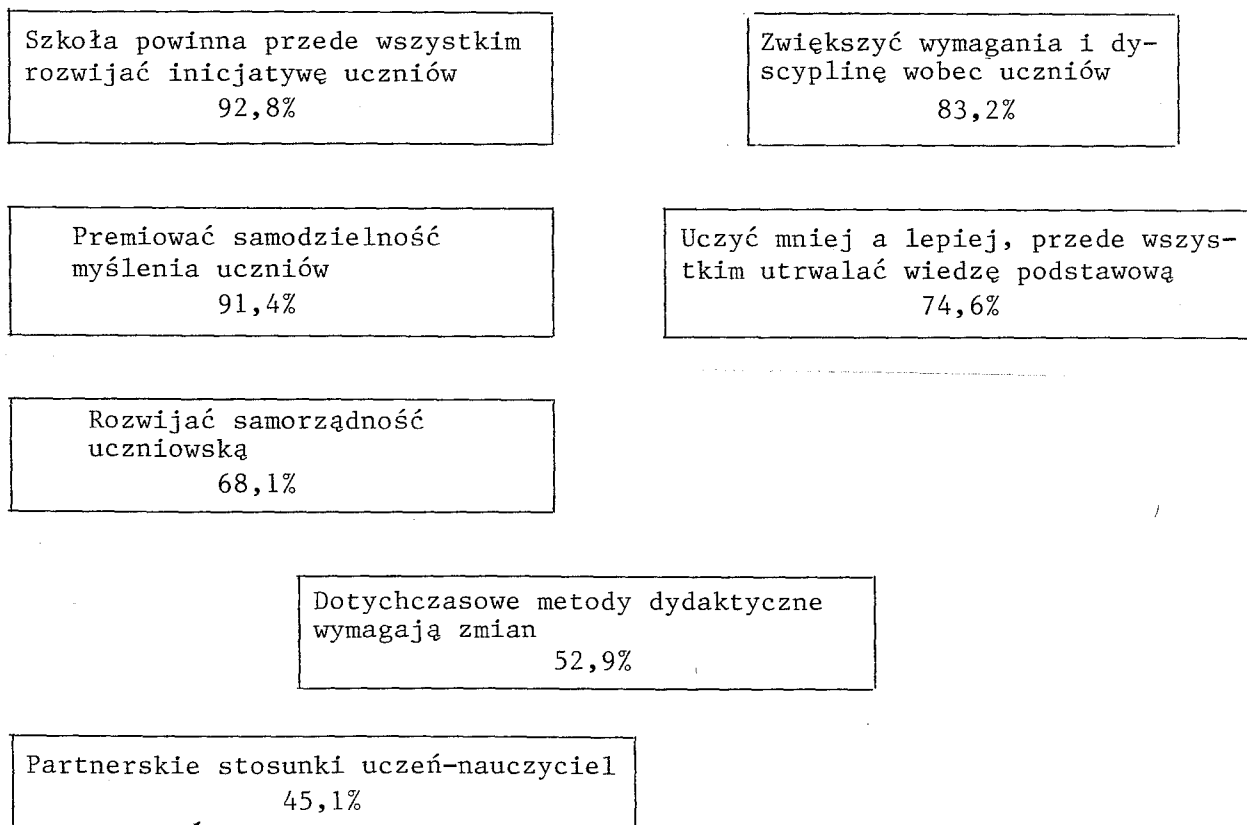 Szkoła powinna przede wszystkim
rozwijać inicjatywę uczniów
92,8%
Zwiększyć wymagania i dy-
scyplinę wobec uczniów
83,2%
Premiować samodzielność
myślenia uczniów
91,4%
Uczyć mniej a lepiej, przede wszys-
tkim utrwalać wiedzę podstawową
74,6%
Rozwijać samorządność
uczniowską
68,1%
Dotychczasowe metody dydaktyczne
wymagają zmian
52,9%
Partnerskie stosunki uczeń-nauczyciel
45,1%